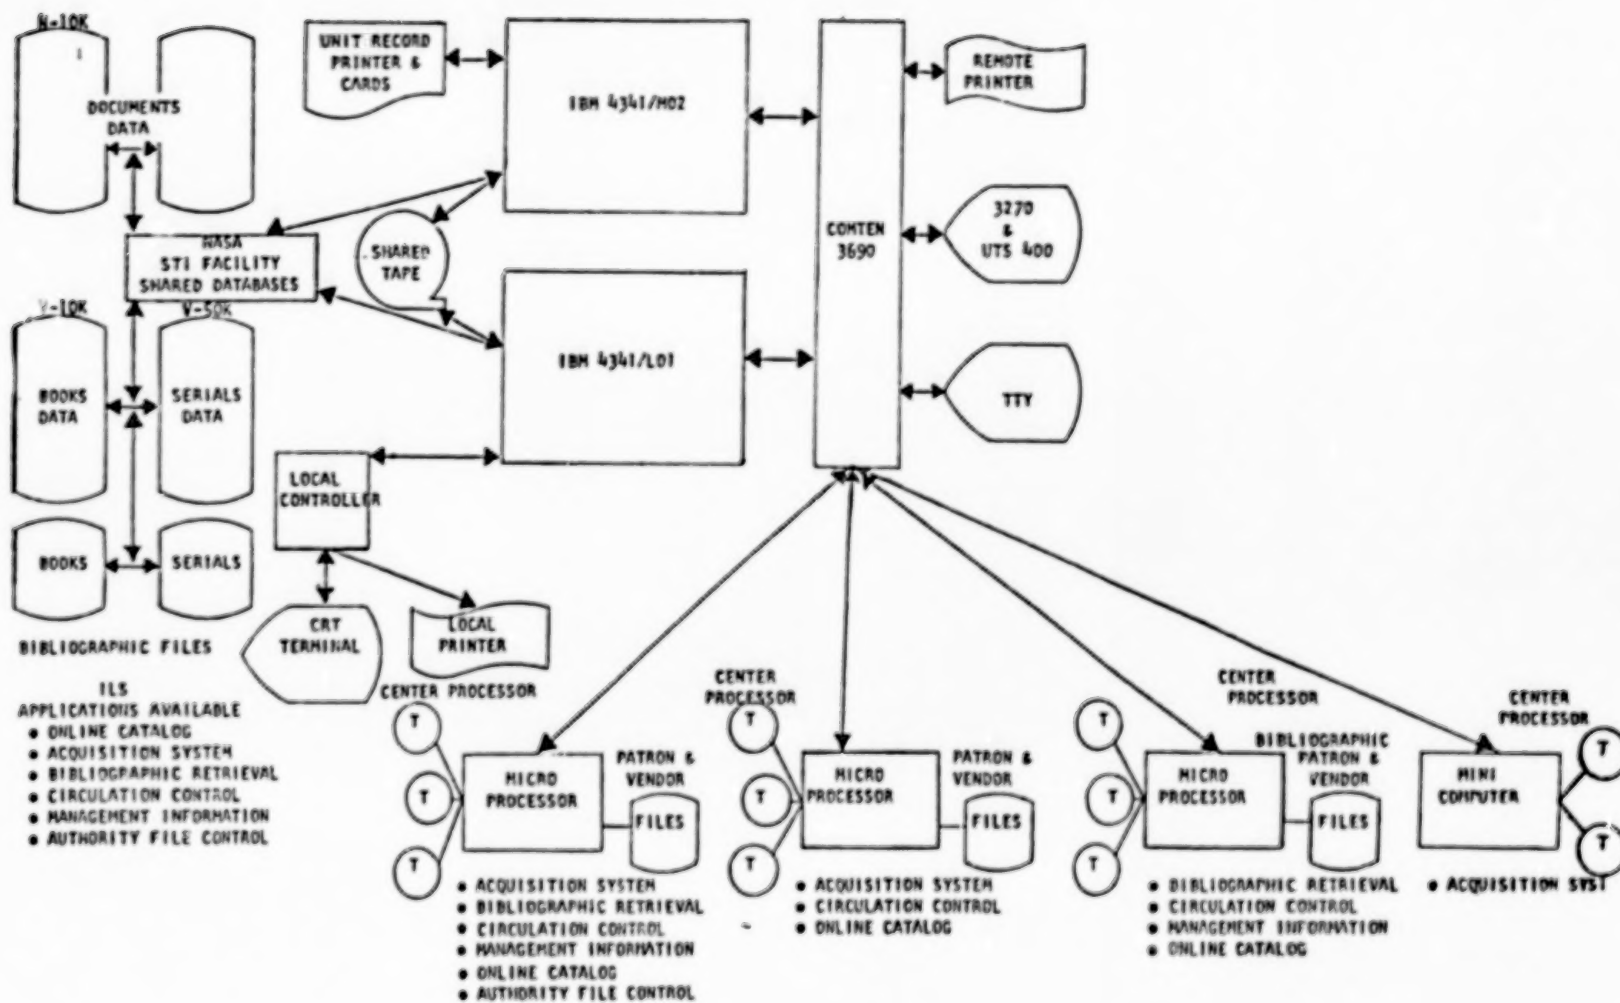 N-10K
DOCUMENTS
DATA
UNIT RECORD
PRINTER &
CARDS
IBM 4341/M02
COMTEN
3690
REMOTE
PRINTER
3270
&
UTS 400
TTY
NASA
STI FACILITY
SHARED DATABASES
SHARED
TAPE
IBM 4341/L01
V-50K
BOOKS
DATA
SERIALS
DATA
BOOKS
SERIALS
BIBLIOGRAPHIC FILES
LOCAL
CONTROLLER
CRT
TERMINAL
LOCAL
PRINTER
ILS
APPLICATIONS AVAILABLE
• ONLINE CATALOG
• ACQUISITION SYSTEM
• BIBLIOGRAPHIC RETRIEVAL
• CIRCULATION CONTROL
• MANAGEMENT INFORMATION
• AUTHORITY FILE CONTROL
CENTER PROCESSOR
T
T
T
MICRO
PROCESSOR
PATRON &
VENDOR
FILES
• ACQUISITION SYSTEM
• BIBLIOGRAPHIC RETRIEVAL
• CIRCULATION CONTROL
• MANAGEMENT INFORMATION
• ONLINE CATALOG
• AUTHORITY FILE CONTROL
CENTER
PROCESSOR
T
T
T
MICRO
PROCESSOR
PATRON &
VENDOR
FILES
• ACQUISITION SYSTEM
• CIRCULATION CONTROL
• ONLINE CATALOG
CENTER
PROCESSOR
T
T
T
MICRO
PROCESSOR
BIBLIOGRAPHIC
PATRON &
VENDOR
FILES
• BIBLIOGRAPHIC RETRIEVAL
• CIRCULATION CONTROL
• MANAGEMENT INFORMATION
• ONLINE CATALOG
CENTER
PROCESSOR
T
T
MINI
COMPUTER
• ACQUISITION SYST